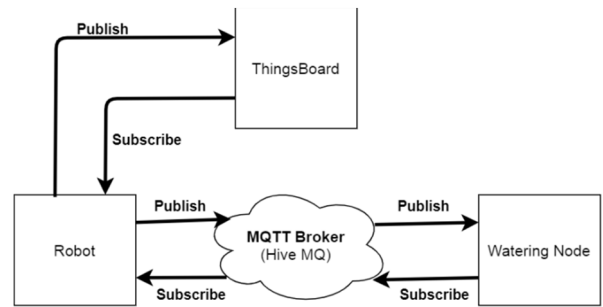 Publish
ThingsBoard
Subscribe
Publish
Publish
Robot
MQTT Broker
(Hive MQ)
Watering Node
Subscribe
Subscribe